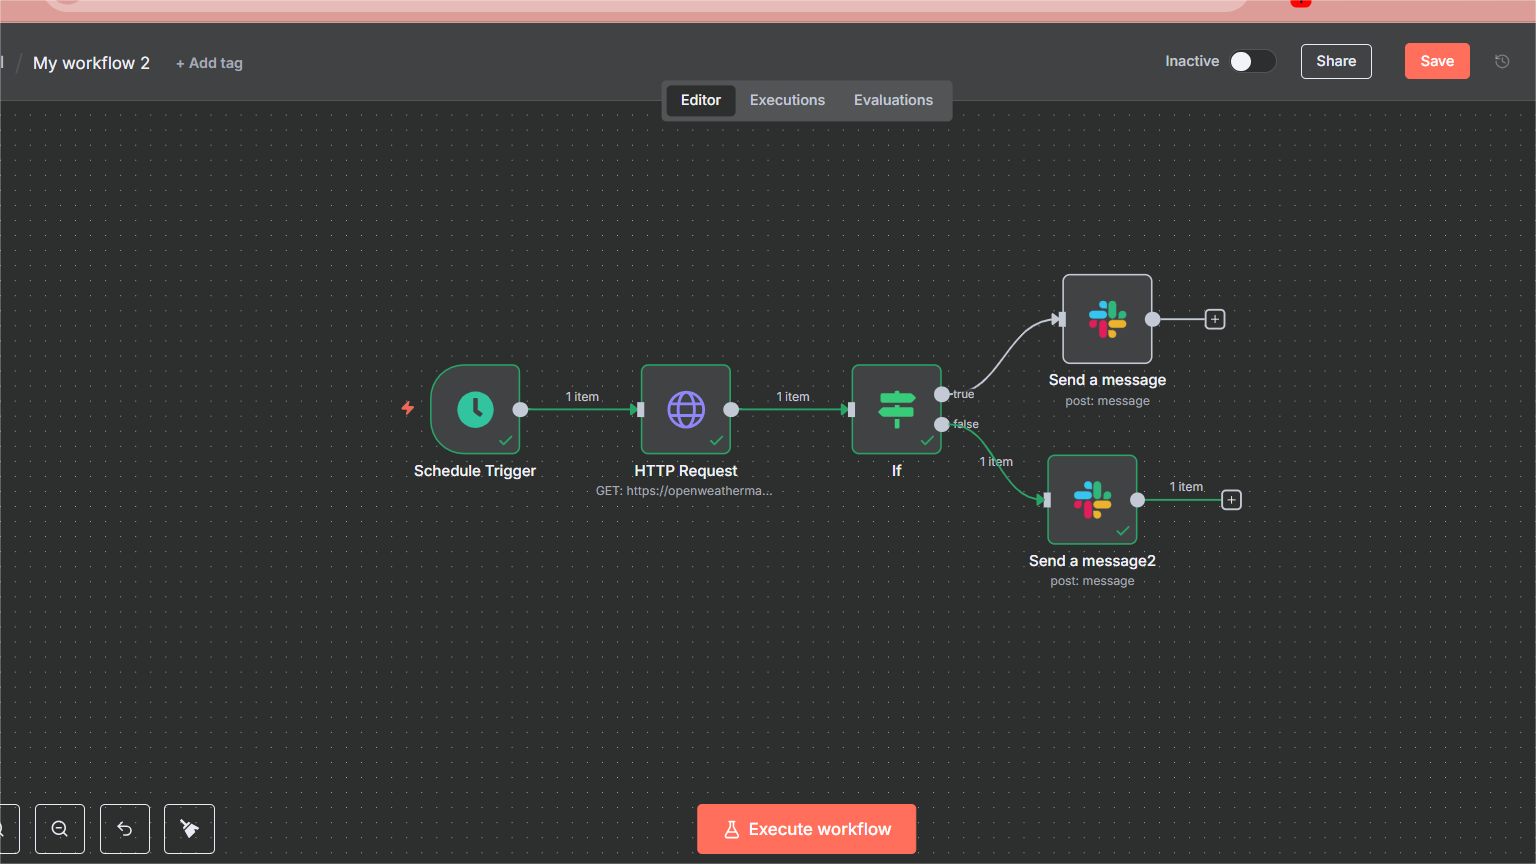 My workflow 2
+ Add tag
Inactive
Share
Save
Editor
Executions
Evaluations
1 item
1 item
true
false
1 item
1 item
Send a message
post: message
Schedule Trigger
HTTP Request
GET: https://openweatherma...
If
Send a message2
post: message
Execute workflow